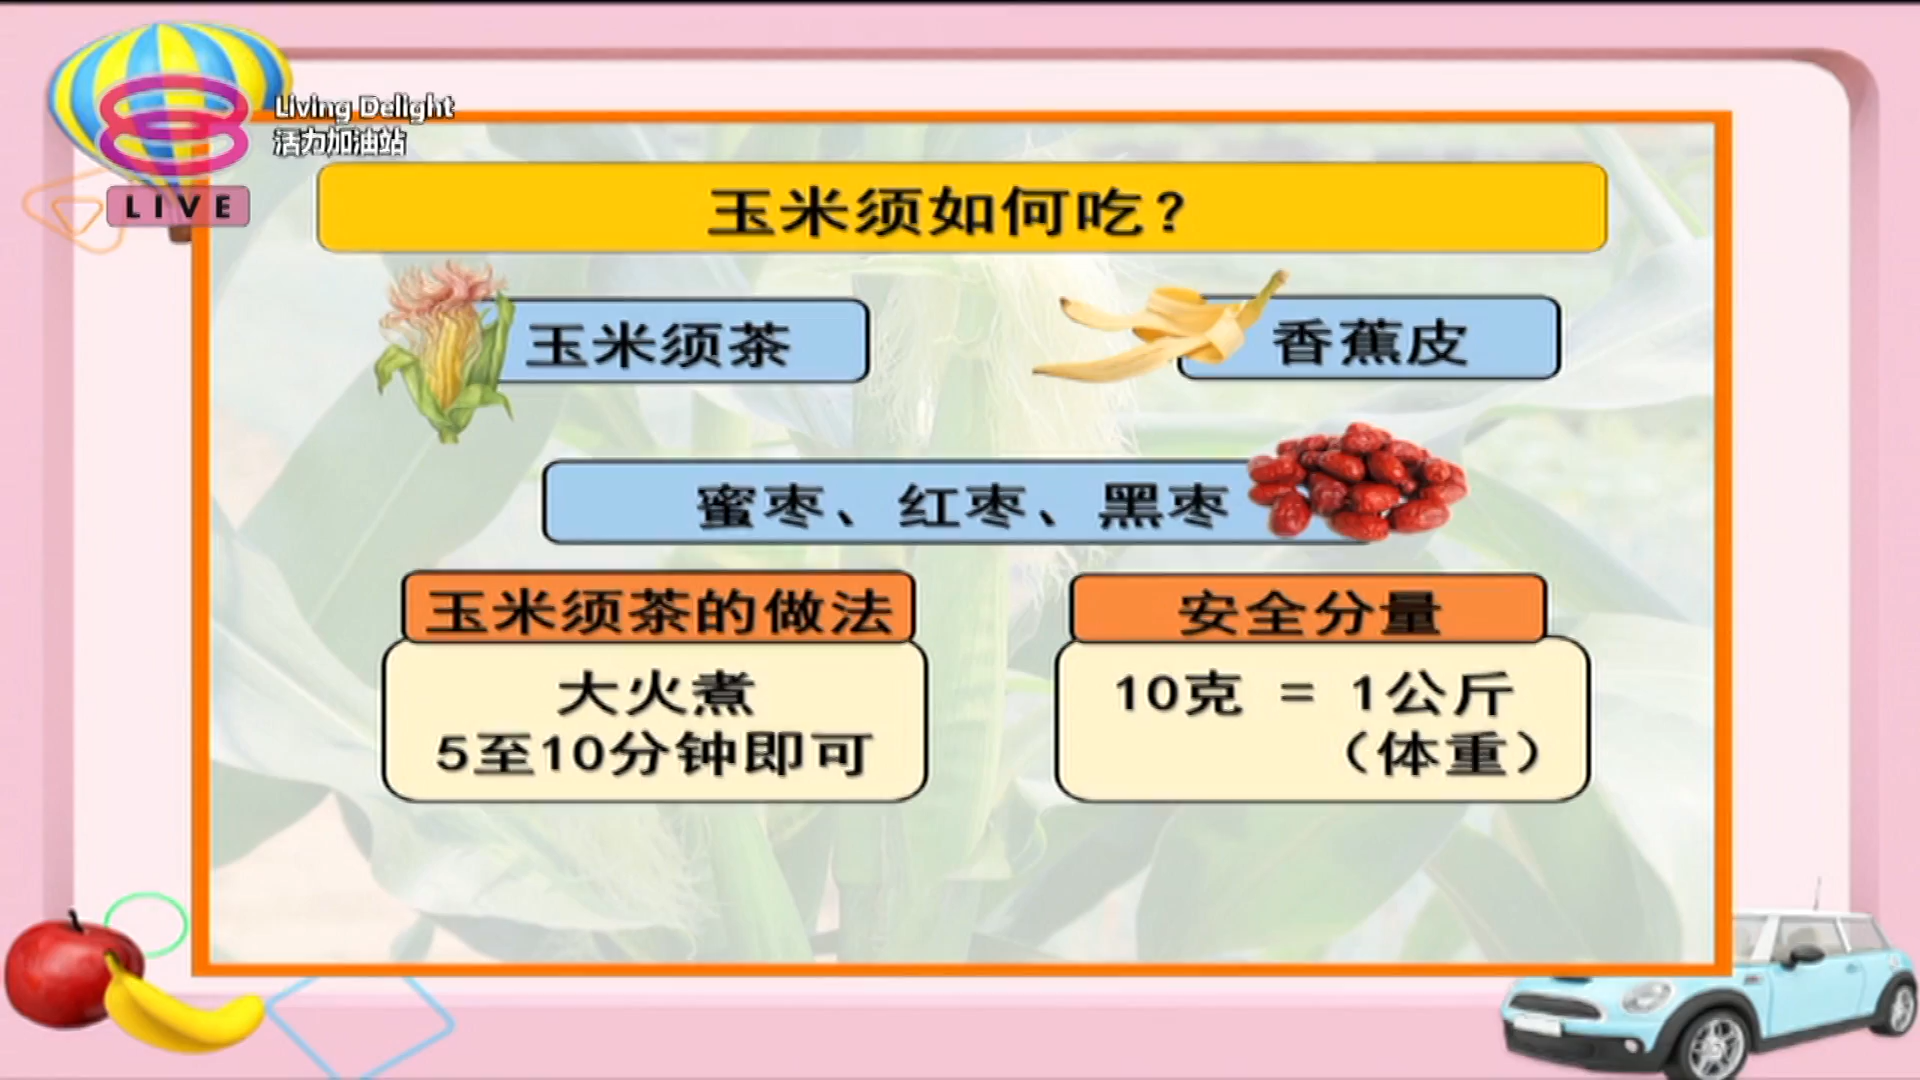 Living Delight
活力加油站
LIVE
玉米须如何吃?
玉米须茶
香蕉皮
蜜枣、红枣、黑枣
玉米须茶的做法
大火煮
5至10分钟即可
安全分量
10克 = 1公斤
（体重）